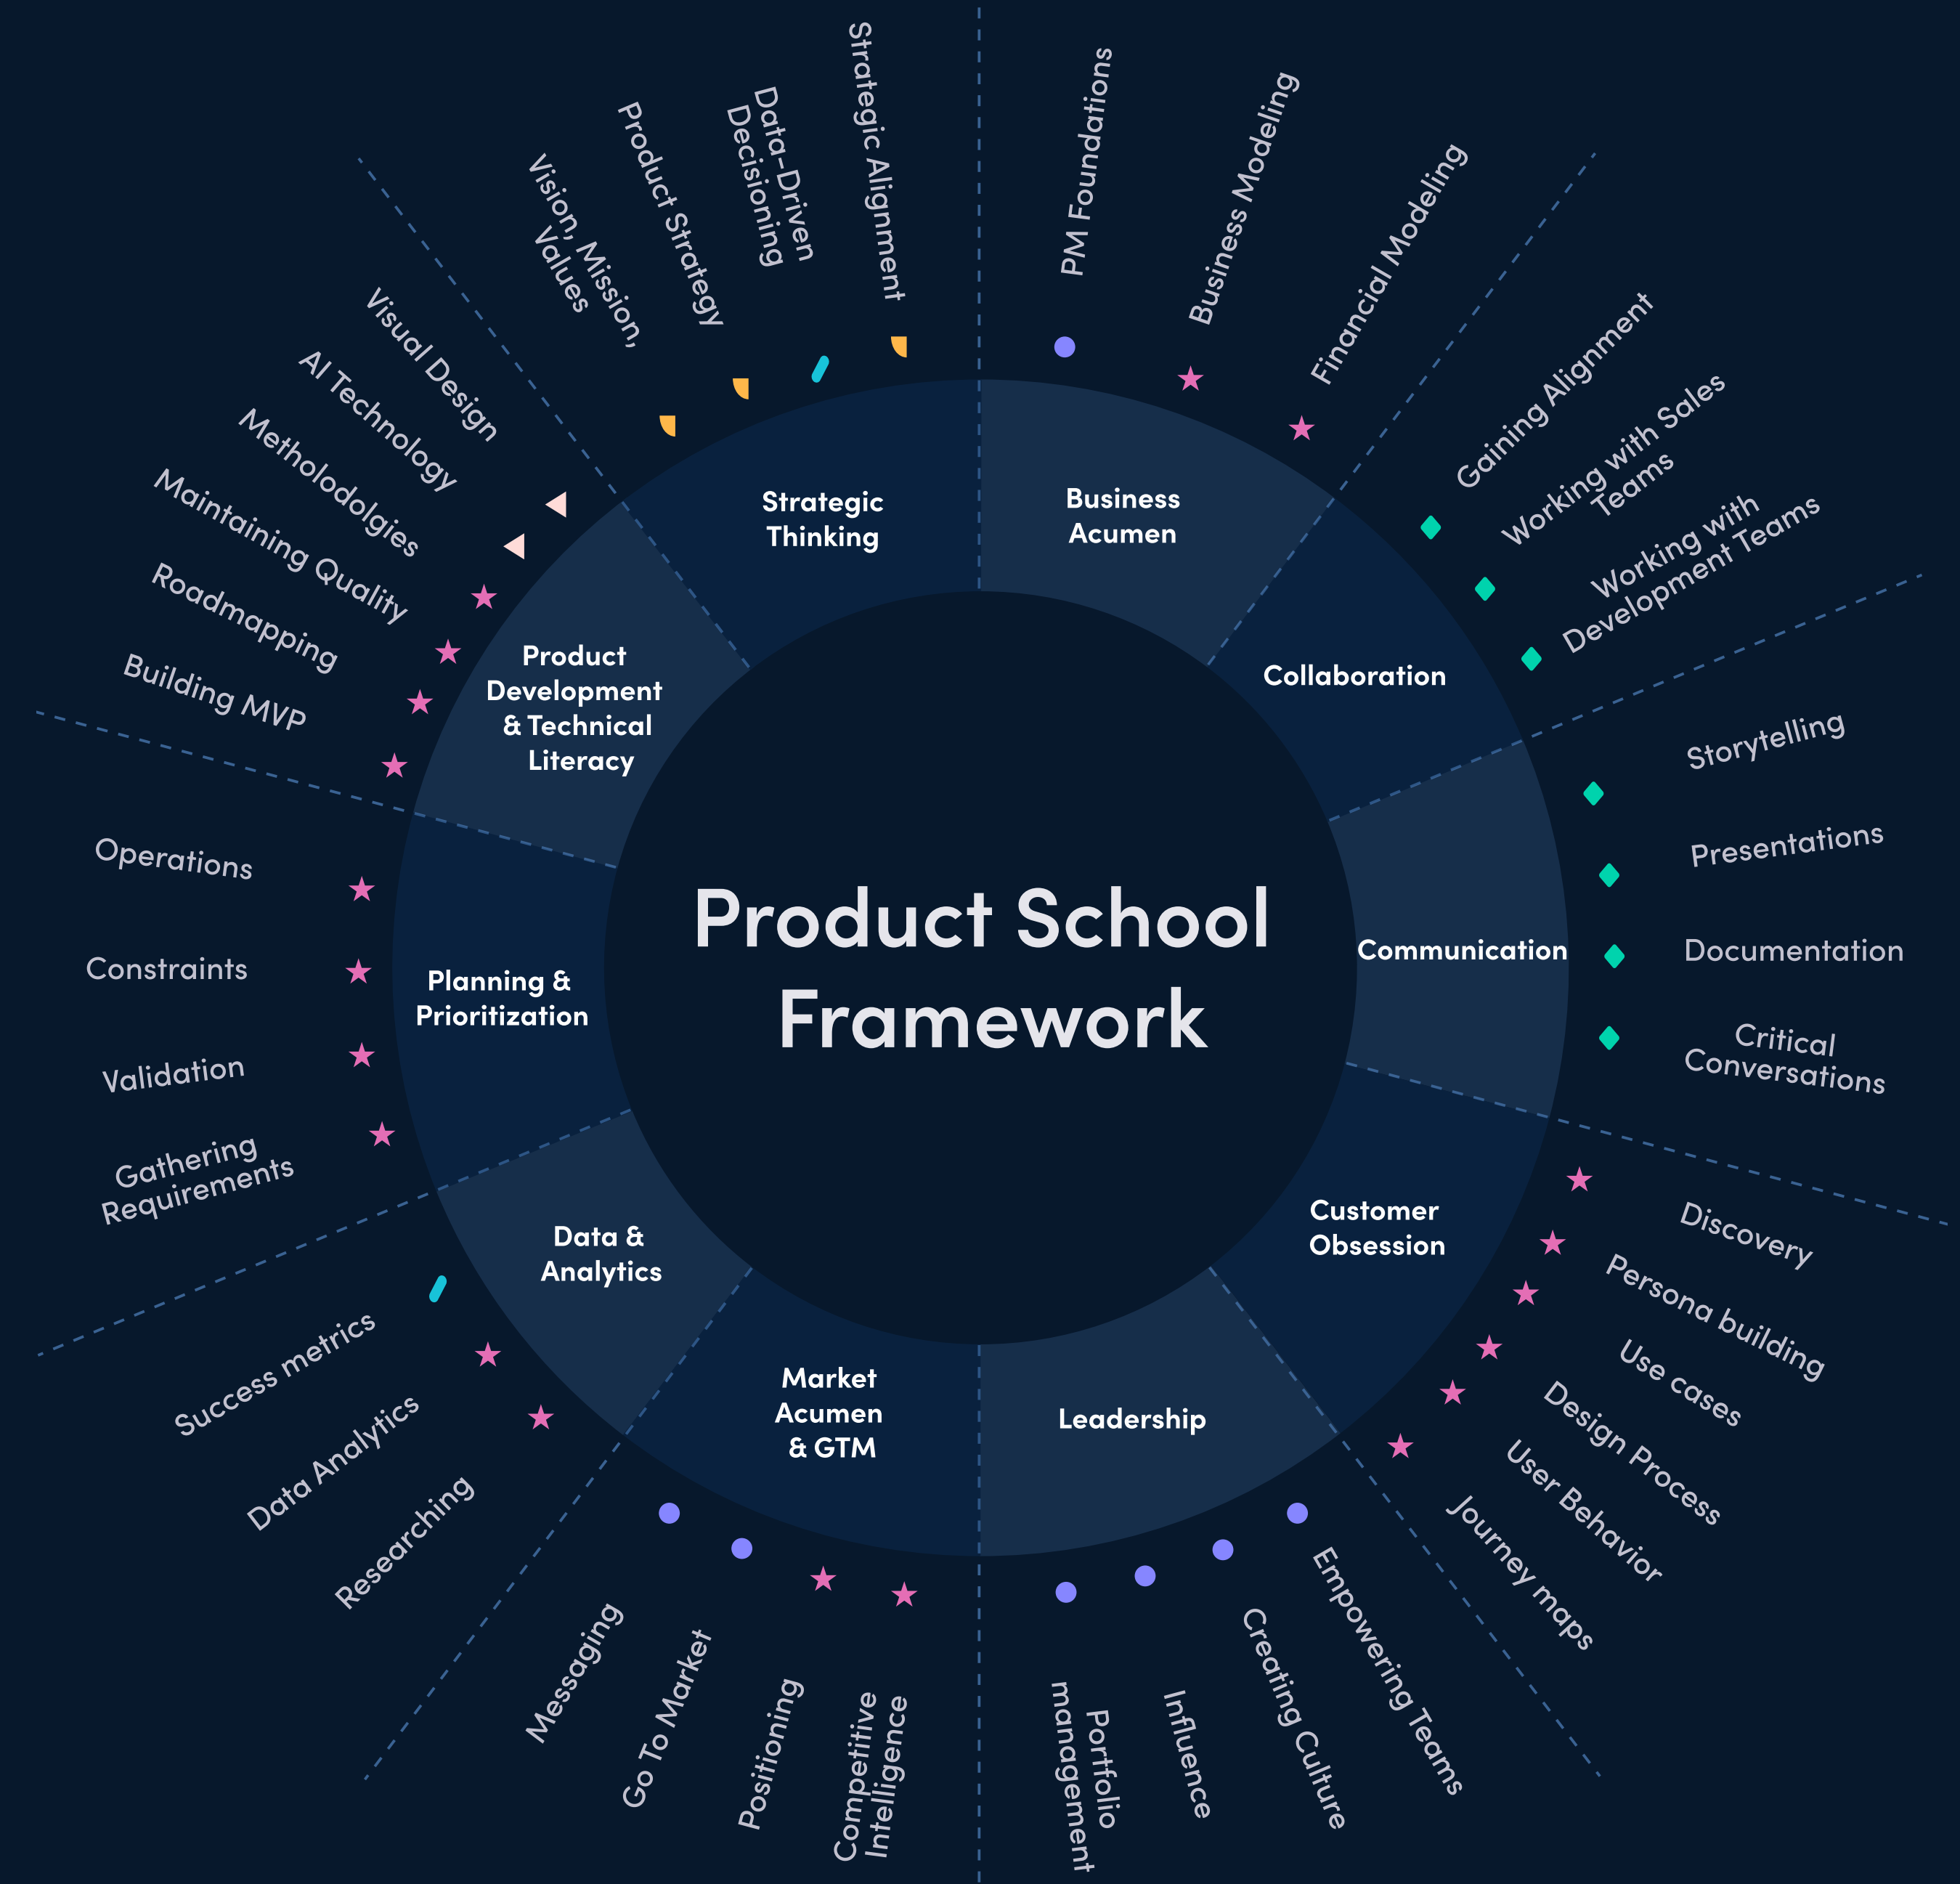 Product School
Framework
Business
Acumen
PM Foundations
Business Modeling
Financial Modeling
Collaboration
Gaining Alignment
Working with Sales
Teams
Working with
Development Teams
Communication
Storytelling
Presentations
Documentation
Critical
Conversations
Customer
Obsession
Discovery
Persona building
Use cases
Design Process
User Behavior
Journey maps
Leadership
Empowering Teams
Creating Culture
Influence
Portfolio
management
Market
Acumen
& GTM
Competitive
Intelligence
Positioning
Go To Market
Messaging
Data &
Analytics
Researching
Data Analytics
Success metrics
Planning &
Prioritization
Gathering
Requirements
Validation
Constraints
Operations
Product
Development
& Technical
Literacy
Building MVP
Roadmapping
Maintaining Quality
Metholodolgies
AI Technology
Visual Design
Strategic
Thinking
Vision, Mission,
Values
Product Strategy
Data-Driven
Decisioning
Strategic Alignment